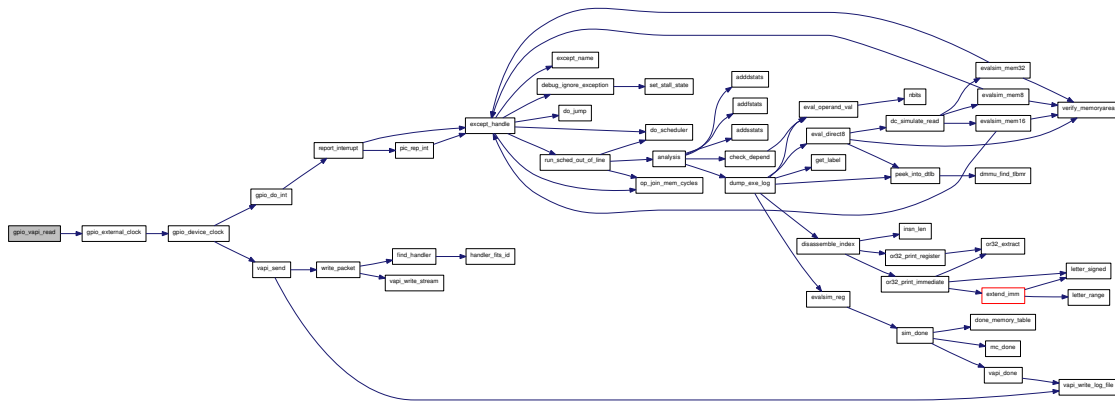 gpio_vapi_read
gpio_external_clock
gpio_device_clock
gpio_do_int
vapi_send
report_interrupt
pic_rep_int
write_packet
find_handler
vapi_write_stream
handler_fits_id
except_handle
except_name
debug_ignore_exception
set_stall_state
do_jump
do_scheduler
run_sched_out_of_line
op_join_mem_cycles
analysis
adddstats
addfstats
addsstats
check_depend
dump_exe_log
eval_operand_val
nbits
eval_direct8
get_label
dc_simulate_read
peek_into_dtlb
dmmu_find_tlbmr
evalsim_mem32
evalsim_mem8
evalsim_mem16
verify_memoryarea
disassemble_index
insn_len
or32_print_register
or32_extract
or32_print_immediate
extend_imm
letter_signed
letter_range
evalsim_reg
sim_done
done_memory_table
mc_done
vapi_done
vapi_write_log_file